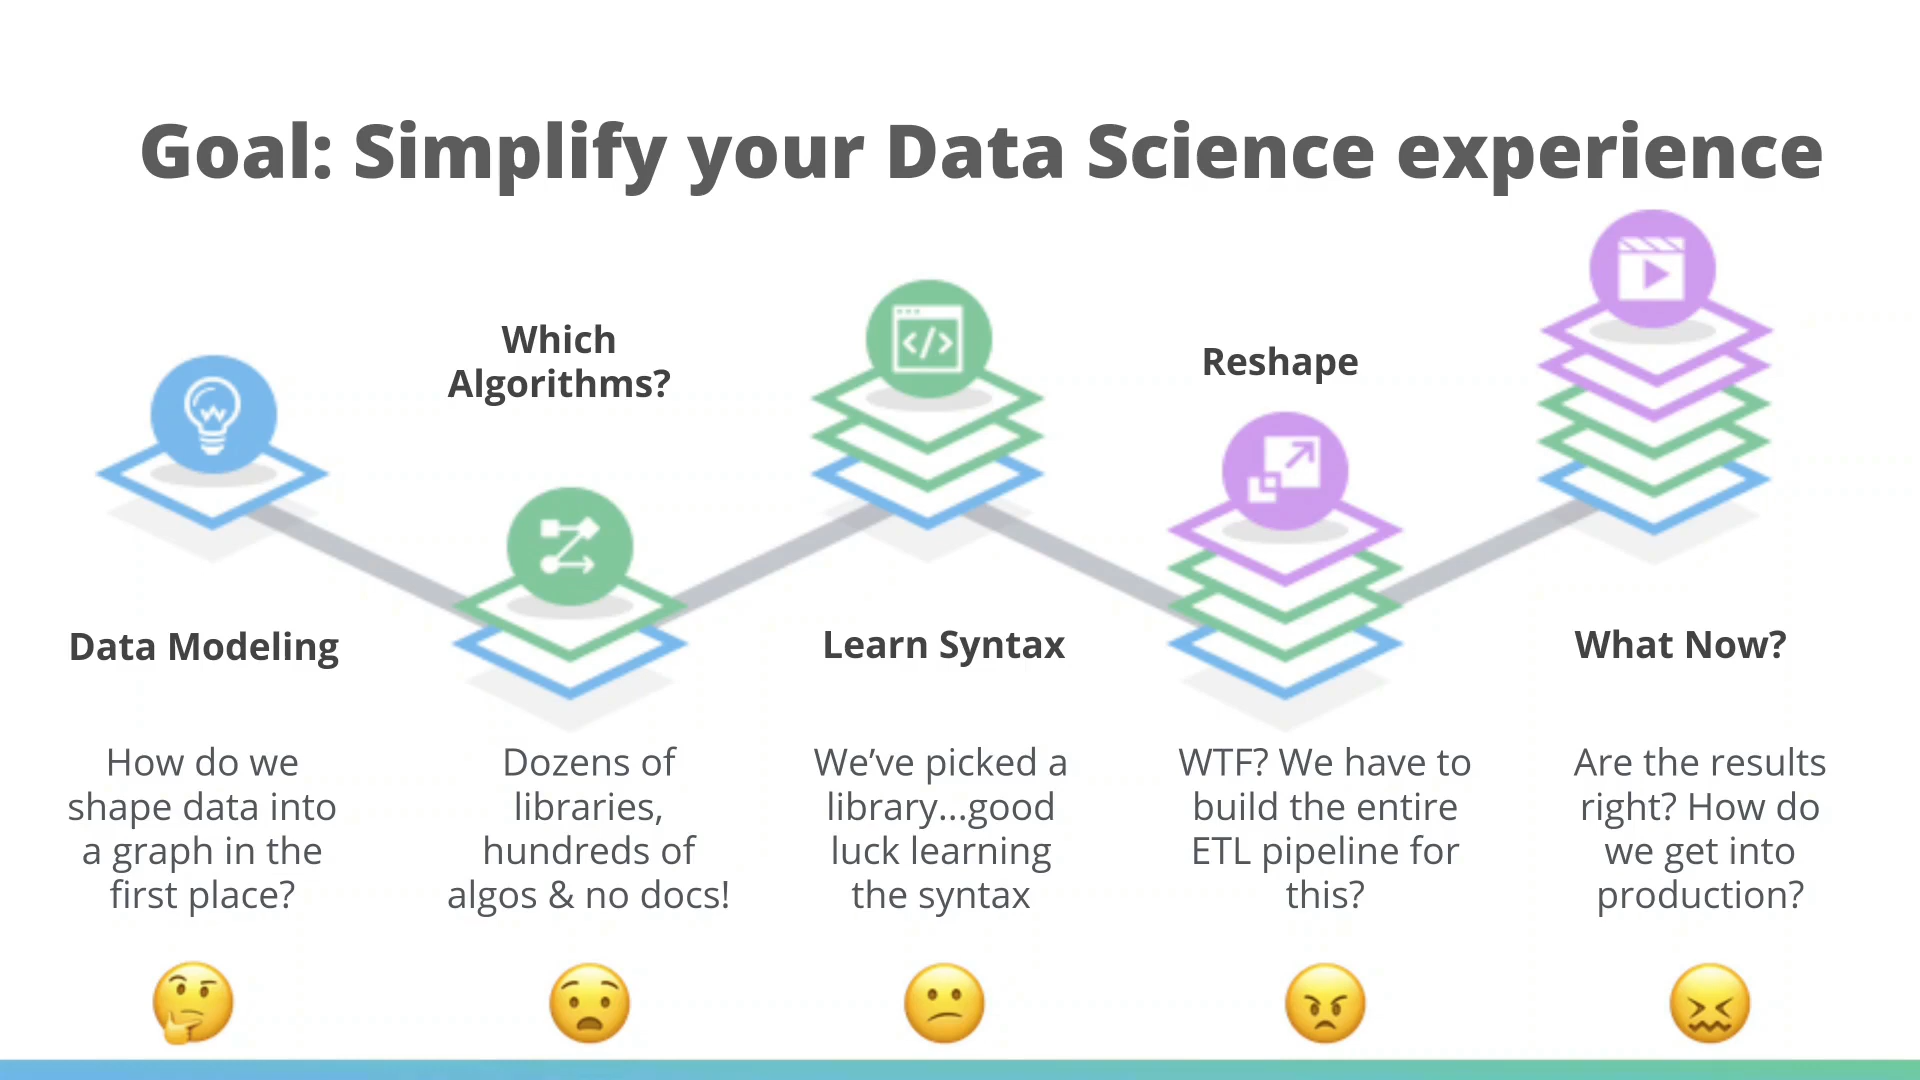 Goal: Simplify your Data Science experience
Data Modeling
How do we
shape data into
a graph in the
first place?
Which
Algorithms?
Dozens of
libraries,
hundreds of
algos & no docs!
</>
Learn Syntax
We’ve picked a
library...good
luck learning
the syntax
Reshape
WTF? We have to
build the entire
ETL pipeline for
this?
What Now?
Are the results
right? How do
we get into
production?